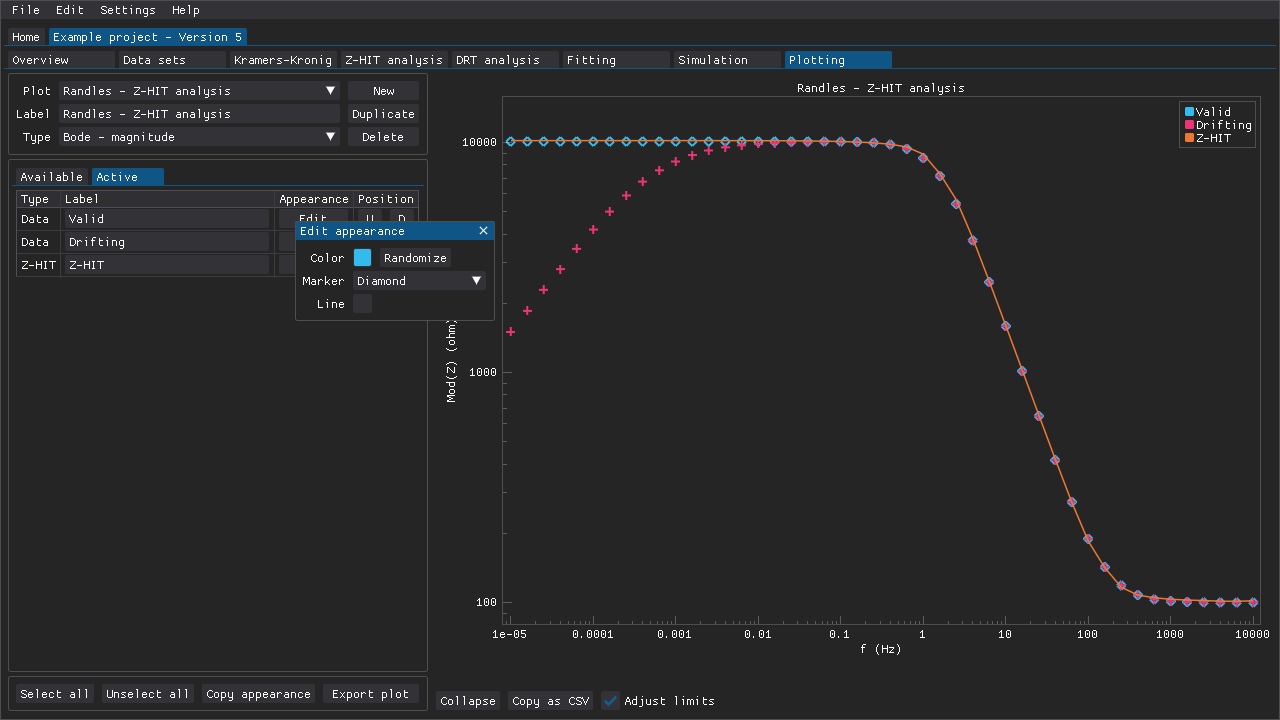 File Edit Settings Help
Home Example project - Version 5
Overview Data sets Kramers-Kronig Z-HIT analysis DRT analysis Fitting Simulation Plotting
Plot Randles - Z-HIT analysis New
Label Randles - Z-HIT analysis Duplicate
Type Bode - magnitude Delete
Available Active
Type Label Appearance Position
Data Valid Edit U D
Data Drifting
Z-HIT Z-HIT
Edit appearance
Color Randomize
Marker Diamond
Line
Select all Unselect all Copy appearance Export plot
Randles - Z-HIT analysis
Valid
Drifting
Z-HIT
10000
1000
100
Mod(Z) (ohm)
1e-05 0.0001 0.001 0.01 0.1 1 10 100 1000 10000
f (Hz)
Collapse Copy as CSV Adjust limits